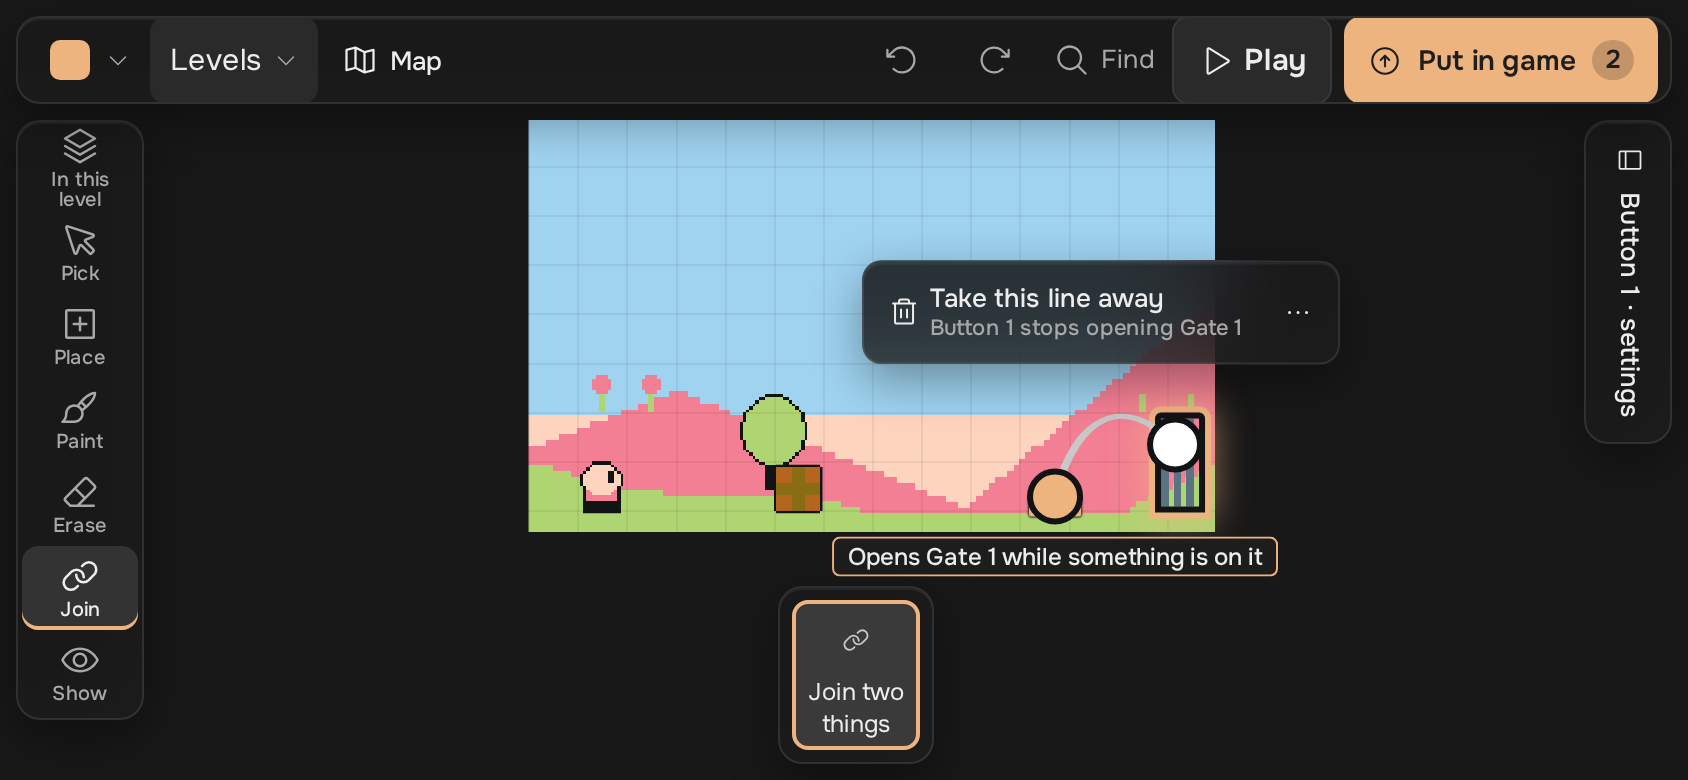 Levels
Map
Find
Play
Put in game
2
In this
level
Pick
Place
Paint
Erase
Join
Show
Take this line away
Button 1 stops opening Gate 1
Button 1 · settings
Opens Gate 1 while something is on it
Join two
things